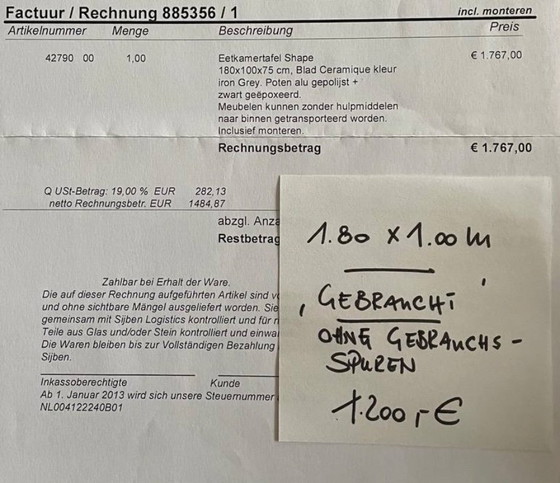 Factuur / Rechnung 885356 / 1 incl. monteren
Artikelnummer Menge Beschreibung Preis
42790 00 1,00 Eetkamertafel Shape € 1.767,00
180x100x75 cm, Blad Ceramique kleur
iron Grey. Poten alu gepolijst +
zwart geëpoxeerd.
Meubelen kunnen zonder hulpmiddelen
naar binnen getransporteerd worden.
Inclusief monteren.
Rechnungsbetrag € 1.767,00
Q USt-Betrag: 19,00 % EUR 282,13
netto Rechnungsbetr. EUR 1484,87
abzgl. Anza
Restbetrag
Zahlbar bei Erhalt der Ware.
Die auf dieser Rechnung aufgeführten Artikel sind v
und ohne sichtbare Mängel ausgeliefert worden. Sie
gemeinsam mit Sijben Logistics kontrolliert und für n
Teile aus Glas und/oder Stein kontrolliert und einwa
Die Waren bleiben bis zur Vollständigen Bezahlung
Sijben.
Inkassoberechtigte Kunde
Ab 1. Januar 2013 wird sich unsere Steuernummer
NL004122240B01
1.80 x 1.00 m
GEBRAUCHT
OHNE GEBRAUCHS-
SPUREN
1.200,- €